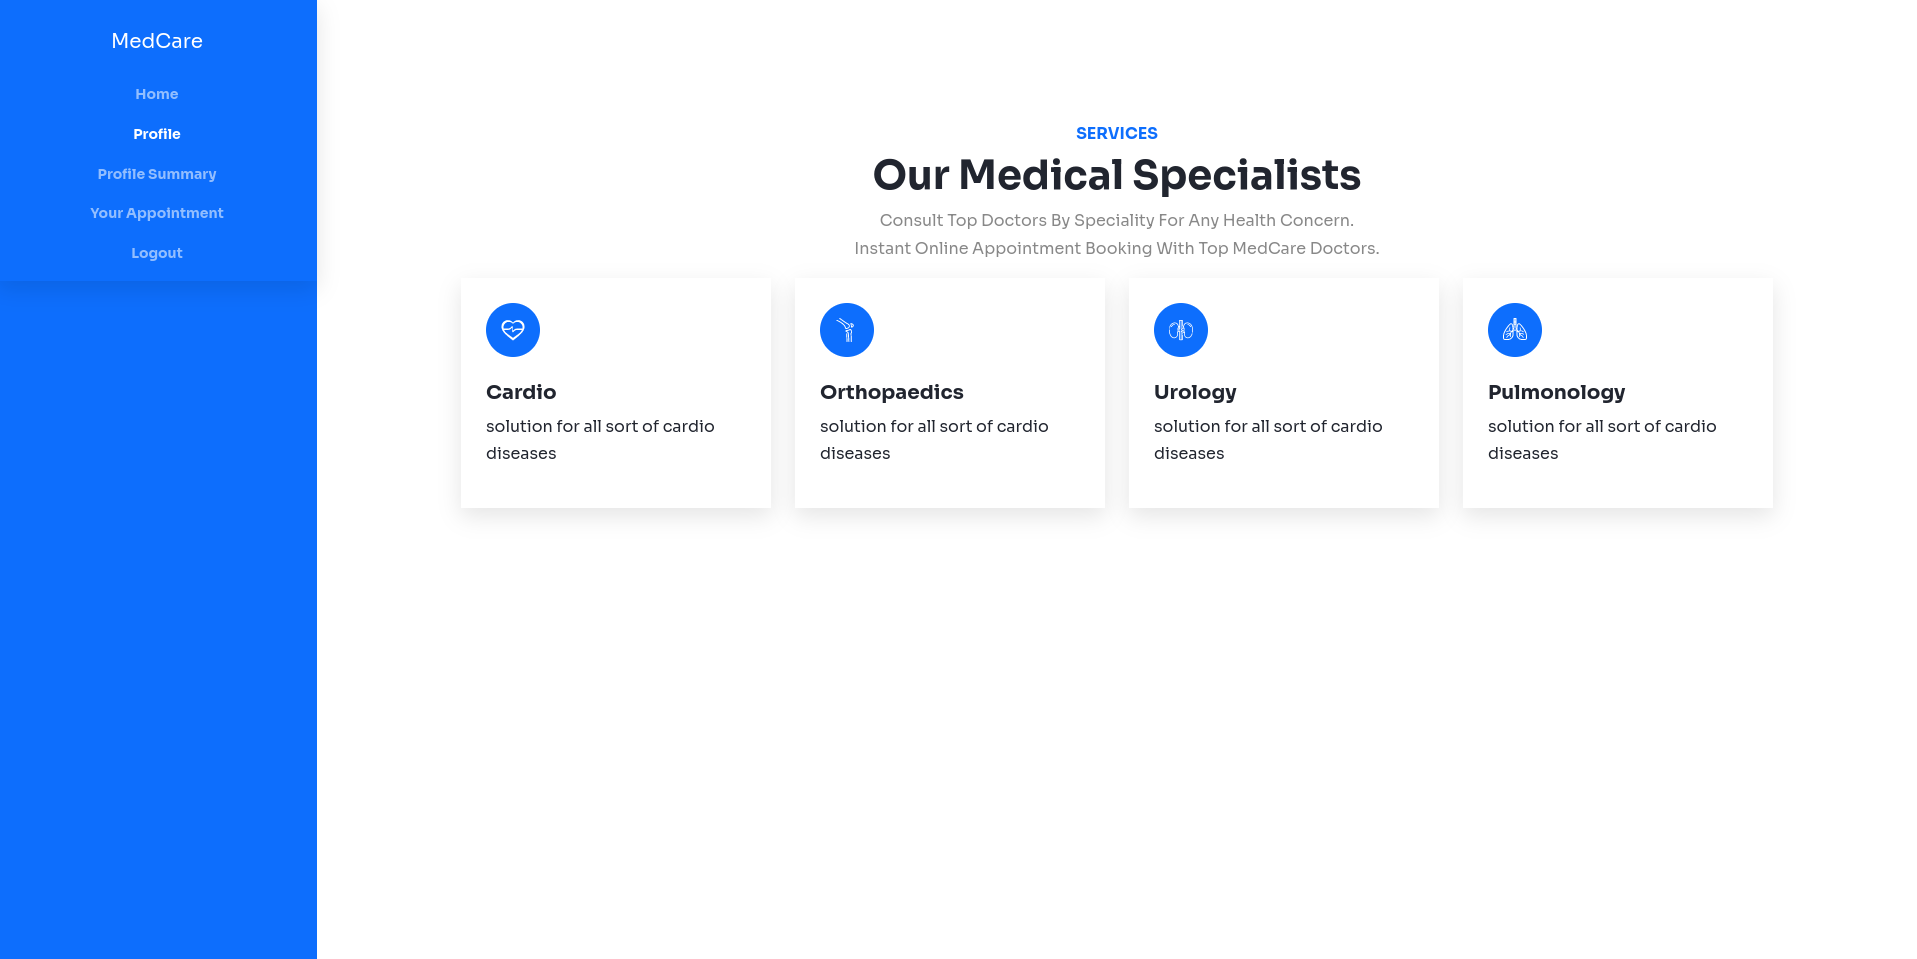 MedCare
Home
Profile
Profile Summary
Your Appointment
Logout
SERVICES
Our Medical Specialists
Consult Top Doctors By Speciality For Any Health Concern.
Instant Online Appointment Booking With Top MedCare Doctors.
Cardio
solution for all sort of cardio
diseases
Orthopaedics
solution for all sort of cardio
diseases
Urology
solution for all sort of cardio
diseases
Pulmonology
solution for all sort of cardio
diseases